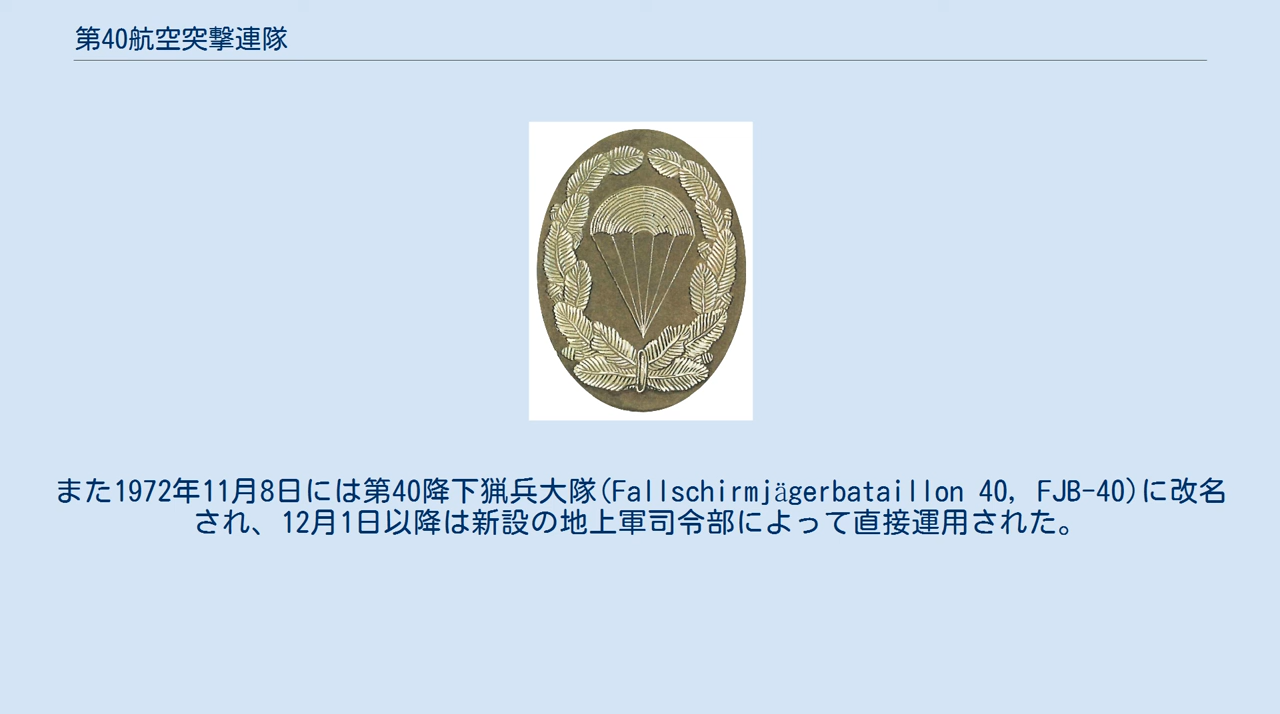 第40航空突撃連隊
また1972年11月8日には第40降下猟兵大隊(Fallschirmjägerbataillon 40, FJB-40)に改名
され、12月1日以降は新設の地上軍司令部によって直接運用された。